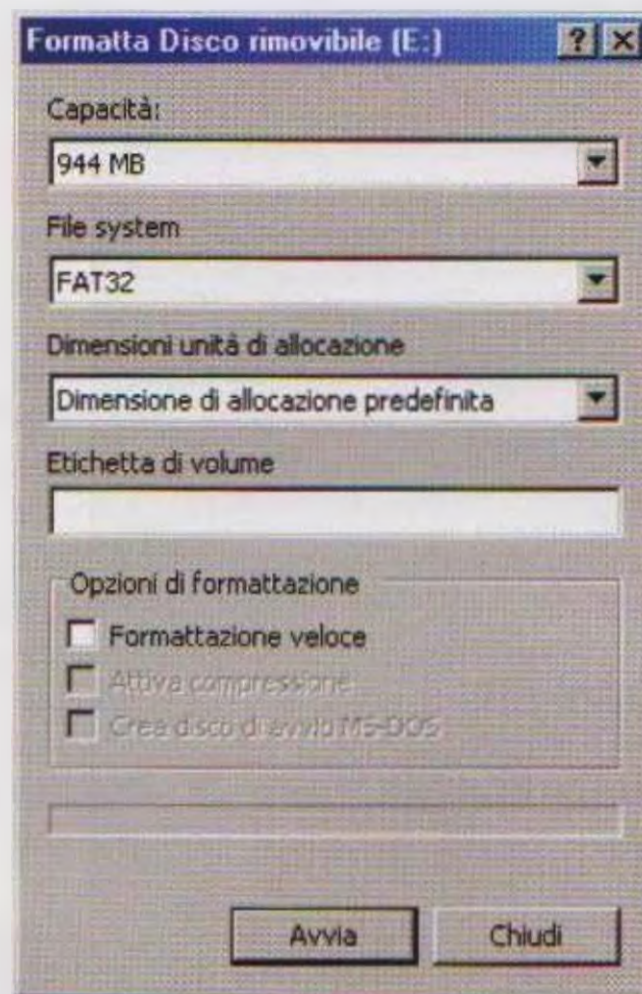 Formatta Disco rimovibile (E:)
Capacità:
944 MB
File system
FAT32
Dimensioni unità di allocazione
Dimensione di allocazione predefinita
Etichetta di volume
Opzioni di formattazione
Formattazione veloce
Attiva compressione
Crea disco di avvio MS-DOS
Avvia
Chiudi